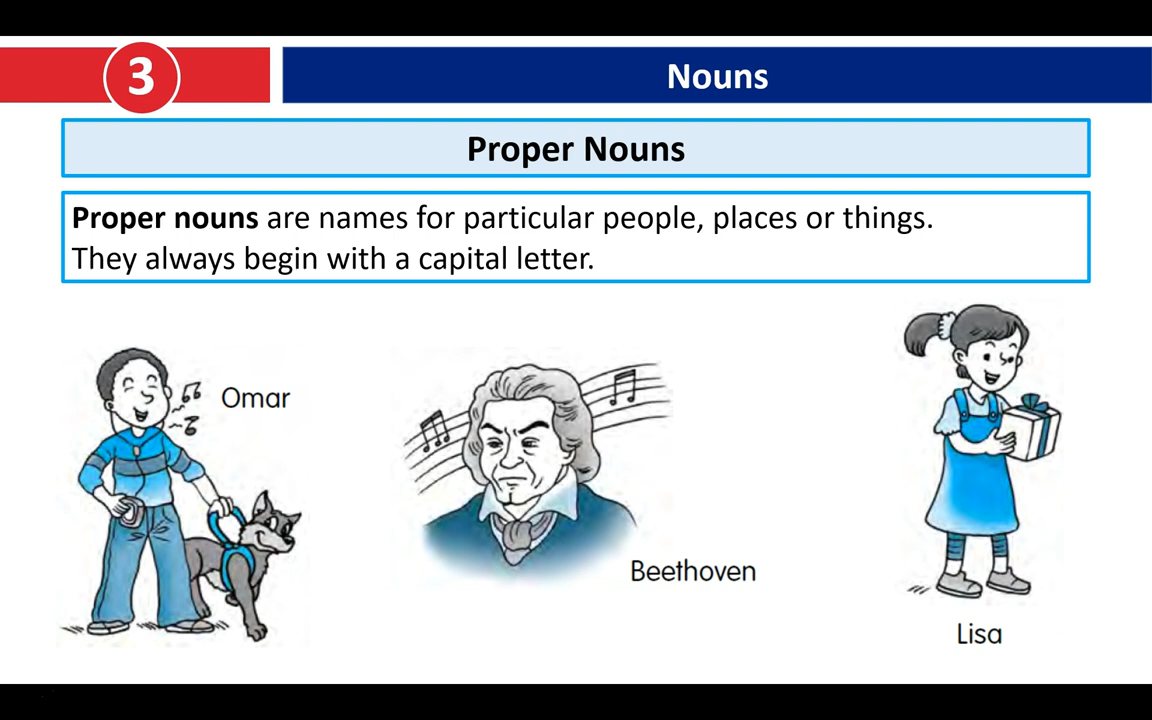 3
Nouns
Proper Nouns
Proper nouns are names for particular people, places or things.
They always begin with a capital letter.
Omar
Beethoven
Lisa